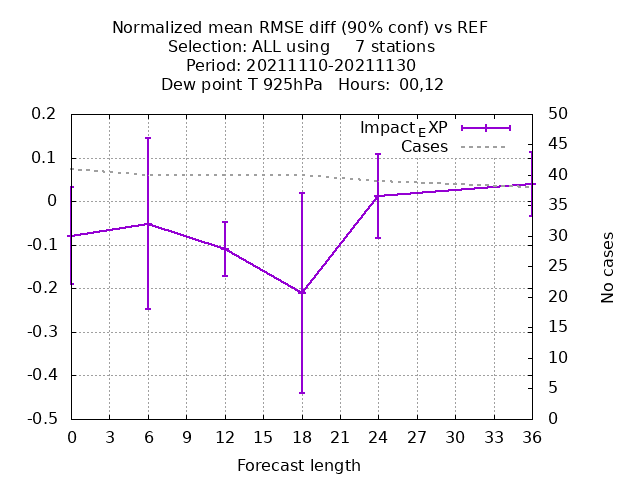 Normalized mean RMSE diff (90% conf) vs REF
Selection: ALL using     7 stations
Period: 20211110-20211130
Dew point T 925hPa   Hours: 00,12
0.2
0.1
0
-0.1
-0.2
-0.3
-0.4
-0.5
Impact_EXP
Cases
50
45
40
35
30
25
20
15
10
5
0
No cases
0 3 6 9 12 15 18 21 24 27 30 33 36
Forecast length